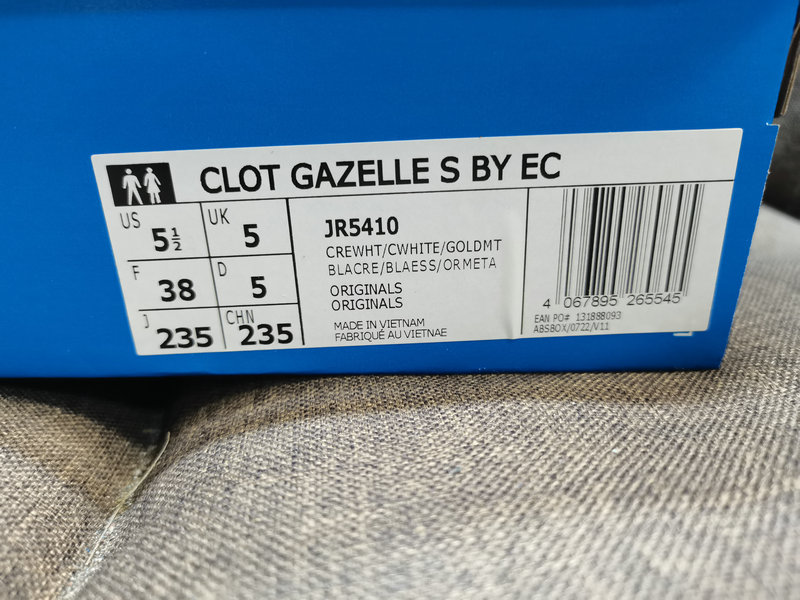 CLOT GAZELLE S BY EC
US 5½ UK 5
F 38 D 5
J 235 CHN 235
JR5410
CREWHT/CWHITE/GOLDMT
BLACRE/BLAESS/ORMETA
ORIGINALS
ORIGINALS
MADE IN VIETNAM
FABRIQUÉ AU VIETNAE
4 067895 265545
EAN PO# 131888093
ABSBOX/0722/V11